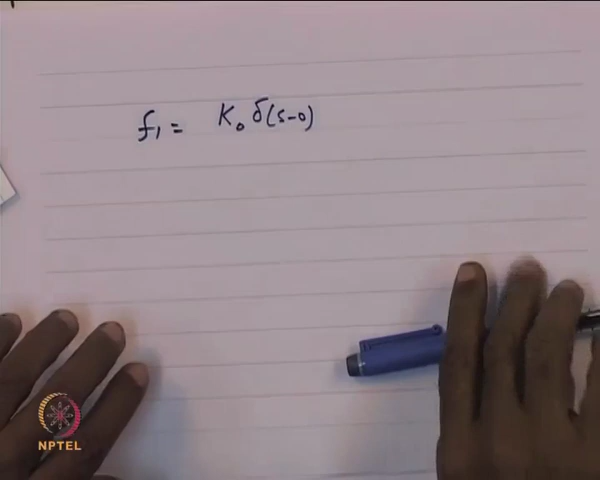 f₁ = K₀ δ(s-0)
NPTEL